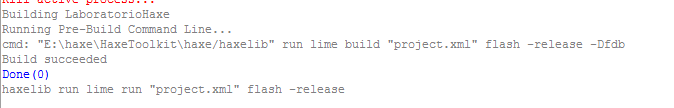 Kill active process...
Building LaboratorioHaxe
Running Pre-Build Command Line...
cmd: "E:\haxe\HaxeToolkit\haxe/haxelib" run lime build "project.xml" flash -release -Dfdb
Build succeeded
Done(0)
haxelib run lime run "project.xml" flash -release